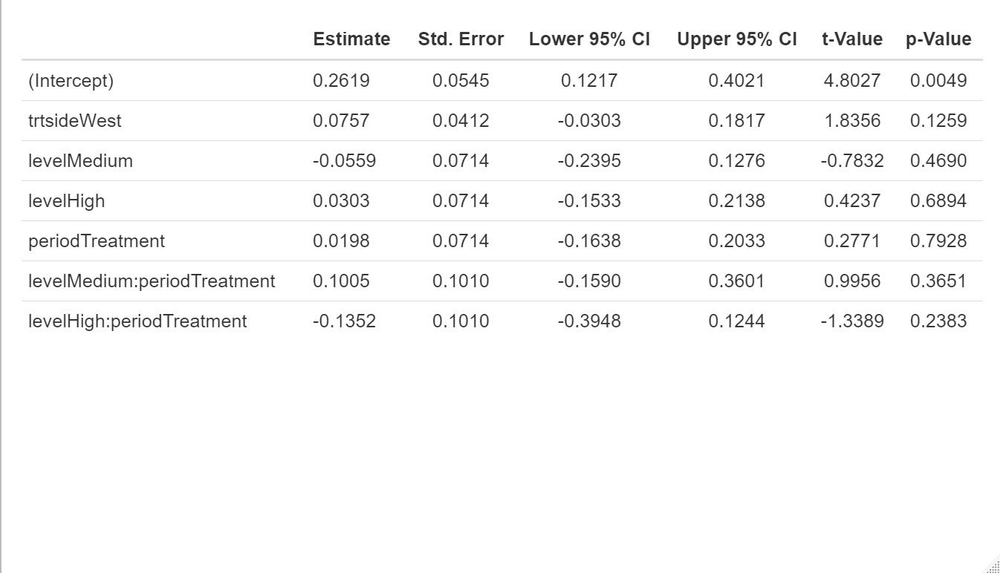 Estimate Std. Error Lower 95% CI Upper 95% CI t-Value p-Value
(Intercept) 0.2619 0.0545 0.1217 0.4021 4.8027 0.0049
trtsideWest 0.0757 0.0412 -0.0303 0.1817 1.8356 0.1259
levelMedium -0.0559 0.0714 -0.2395 0.1276 -0.7832 0.4690
levelHigh 0.0303 0.0714 -0.1533 0.2138 0.4237 0.6894
periodTreatment 0.0198 0.0714 -0.1638 0.2033 0.2771 0.7928
levelMedium:periodTreatment 0.1005 0.1010 -0.1590 0.3601 0.9956 0.3651
levelHigh:periodTreatment -0.1352 0.1010 -0.3948 0.1244 -1.3389 0.2383